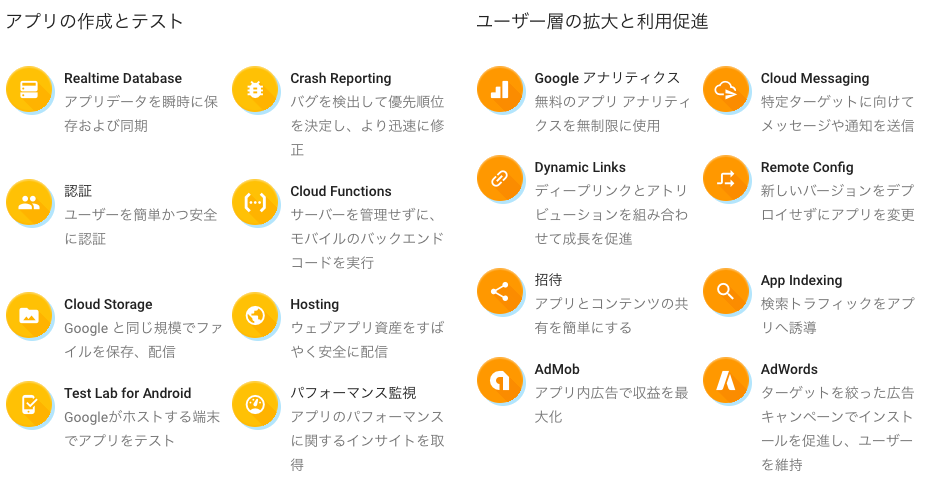 アプリの作成とテスト
Realtime Database
アプリデータを瞬時に保
存および同期
Crash Reporting
バグを検出して優先順位
を決定し、より迅速に修
正
認証
ユーザーを簡単かつ安全
に認証
Cloud Functions
サーバーを管理せずに、
モバイルのバックエンド
コードを実行
Cloud Storage
Google と同じ規模でファ
イルを保存、配信
Hosting
ウェブアプリ資産をすば
やく安全に配信
Test Lab for Android
Googleがホストする端末
でアプリをテスト
パフォーマンス監視
アプリのパフォーマンス
に関するインサイトを取
得
ユーザー層の拡大と利用促進
Google アナリティクス
無料のアプリ アナリティ
クスを無制限に使用
Cloud Messaging
特定ターゲットに向けて
メッセージや通知を送信
Dynamic Links
ディープリンクとアトリ
ビューションを組み合わ
せて成長を促進
Remote Config
新しいバージョンをデプ
ロイせずにアプリを変更
招待
アプリとコンテンツの共
有を簡単にする
App Indexing
検索トラフィックをアプ
リへ誘導
AdMob
アプリ内広告で収益を最
大化
AdWords
ターゲットを絞った広告
キャンペーンでインスト
ールを促進し、ユーザー
を維持